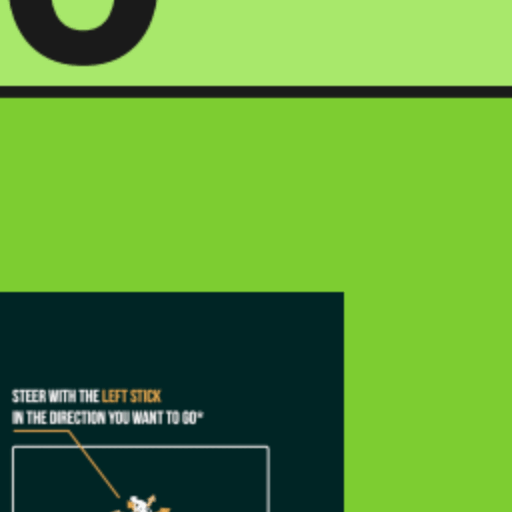 STEER WITH THE LEFT STICK
IN THE DIRECTION YOU WANT TO GO*